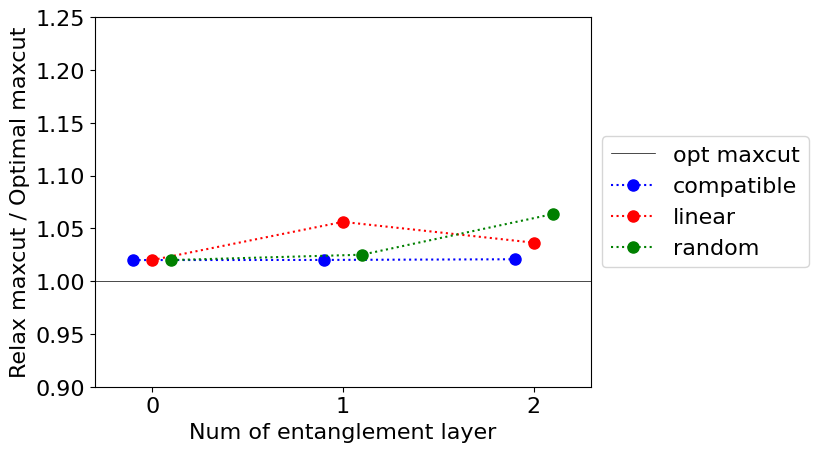 1.25
1.20
1.15
1.10
1.05
1.00
0.95
0.90
Relax maxcut / Optimal maxcut
0 1 2
Num of entanglement layer
opt maxcut
compatible
linear
random